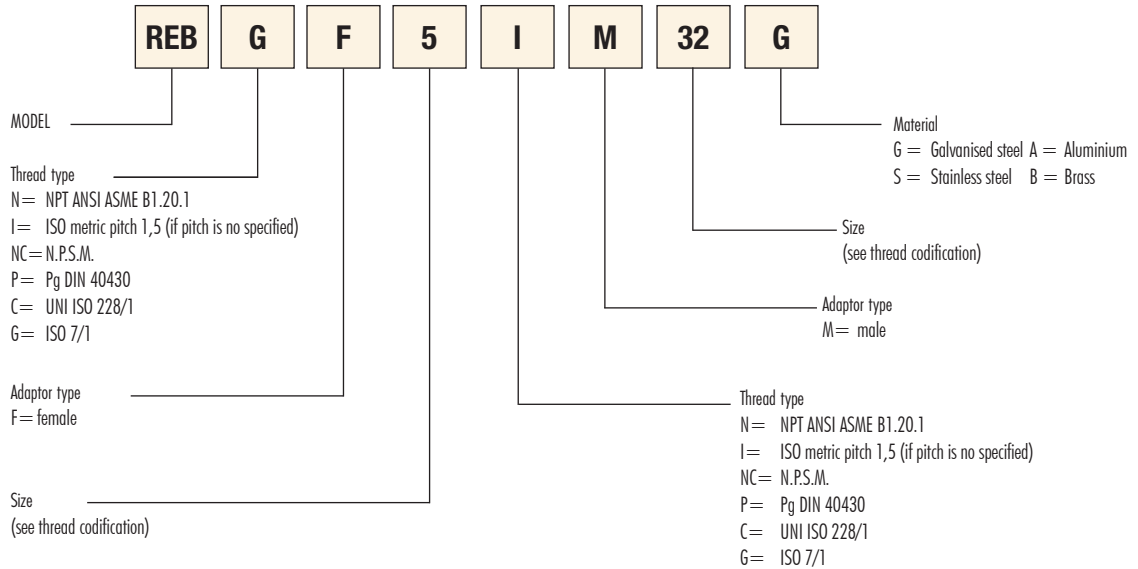 REB G F 5 I M 32 G
MODEL
Thread type
N= NPT ANSI ASME B1.20.1
I= ISO metric pitch 1,5 (if pitch is no specified)
NC= N.P.S.M.
P= Pg DIN 40430
C= UNI ISO 228/1
G= ISO 7/1
Adaptor type
F= female
Size
(see thread codification)
Material
G = Galvanised steel A = Aluminium
S = Stainless steel B = Brass
Size
(see thread codification)
Adaptor type
M= male
Thread type
N= NPT ANSI ASME B1.20.1
I= ISO metric pitch 1,5 (if pitch is no specified)
NC= N.P.S.M.
P= Pg DIN 40430
C= UNI ISO 228/1
G= ISO 7/1